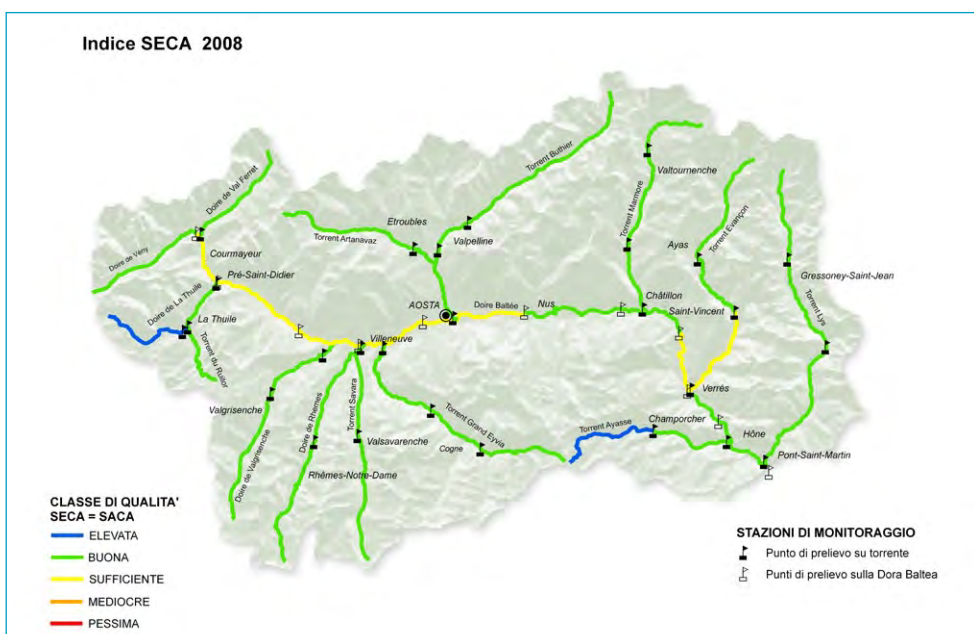 Indice SECA 2008
Doire de Val Ferret
Torrent Buthier
Valtournenche
Etroubles
Torrent Artanavaz
Valpelline
Torrent Marmore
Torrent Evançon
Doire de Vény
Courmayeur
Ayas
Pré-Saint-Didier
Gressoney-Saint-Jean
Doire de La Thuile
AOSTA
Doire Baltée
Nus
Châtillon
Saint-Vincent
Torrent Lys
La Thuile
Villeneuve
Torrent du Ruitor
Verrès
Valgrisenche
Doire de Rhemes
Torrent Savara
Valsavarenche
Torrent Grand Eyvia
Torrent Ayasse
Champorcher
Hône
Cogne
Pont-Saint-Martin
Doire de Valgrisenche
Rhêmes-Notre-Dame
CLASSE DI QUALITA'
SECA = SACA
ELEVATA
BUONA
SUFFICIENTE
MEDIOCRE
PESSIMA
STAZIONI DI MONITORAGGIO
Punto di prelievo su torrente
Punti di prelievo sulla Dora Baltea